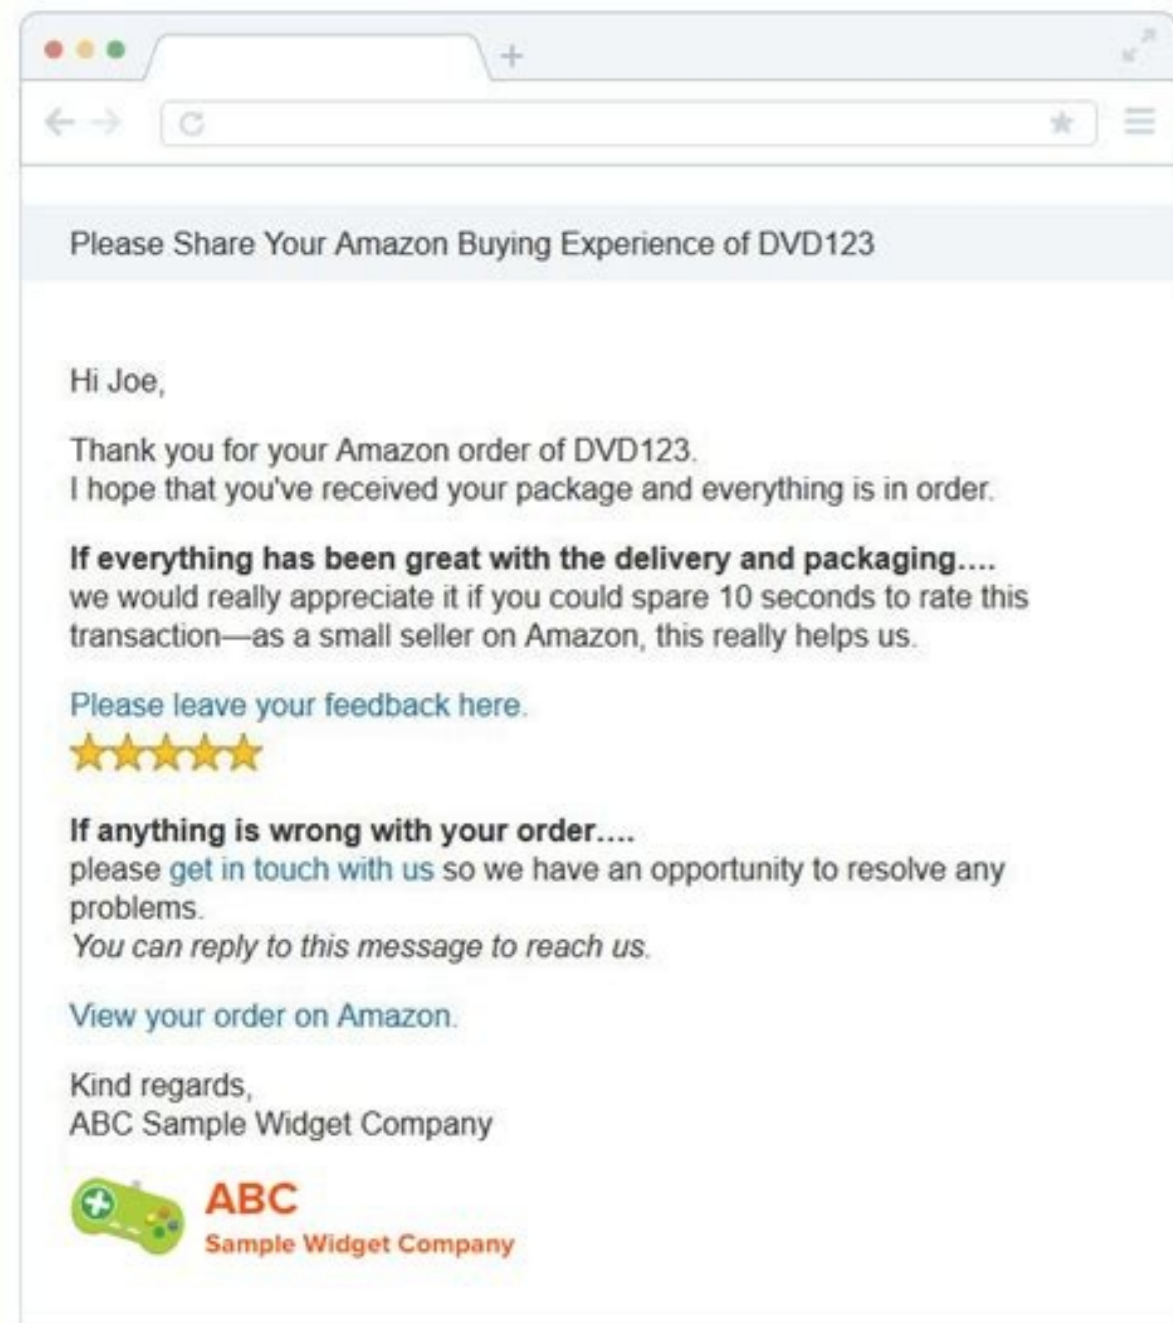 Please Share Your Amazon Buying Experience of DVD123
Hi Joe,
Thank you for your Amazon order of DVD123.
I hope that you've received your package and everything is in order.
If everything has been great with the delivery and packaging....
we would really appreciate it if you could spare 10 seconds to rate this
transaction—as a small seller on Amazon, this really helps us.
Please leave your feedback here.
If anything is wrong with your order....
please get in touch with us so we have an opportunity to resolve any
problems.
You can reply to this message to reach us.
View your order on Amazon.
Kind regards,
ABC Sample Widget Company
ABC
Sample Widget Company